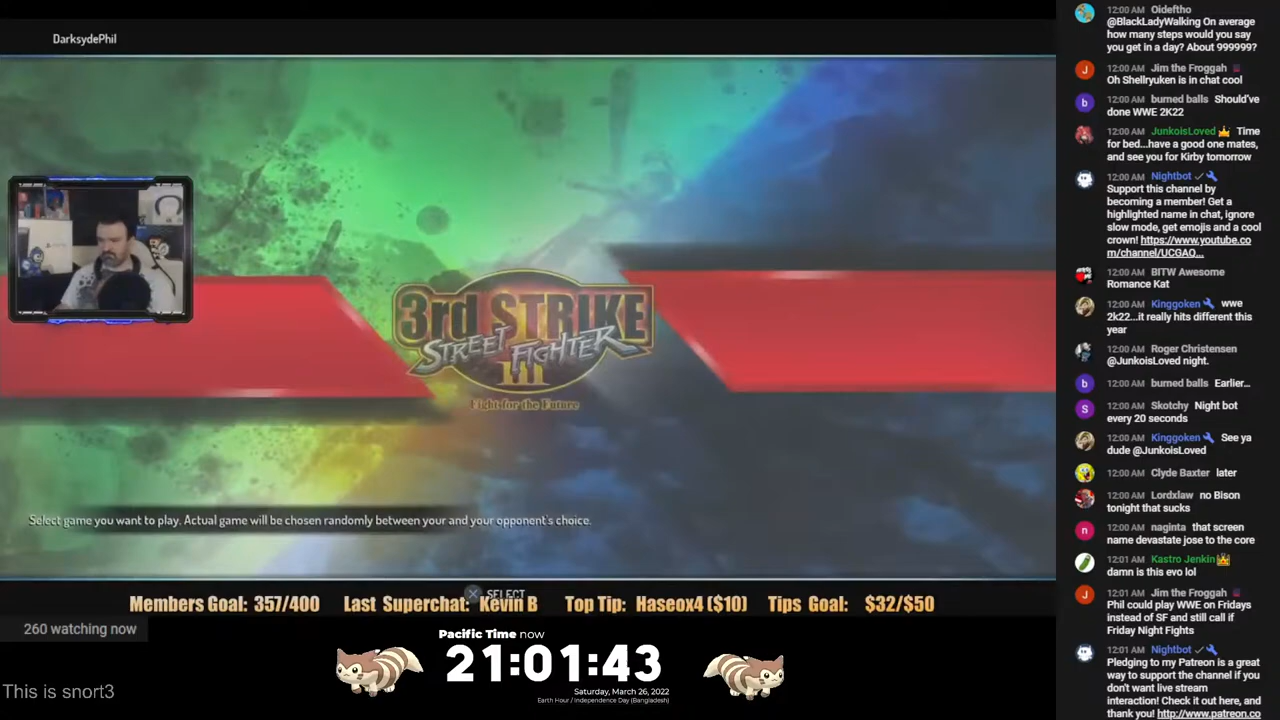 DarksydePhil
3rd STRIKE
STREET FIGHTER
III
Fight for the Future
Select game you want to play. Actual game will be chosen randomly between your and your opponent's choice.
SELECT
Members Goal: 357/400 Last Superchat: Kevin B Top Tip: Haseox4 ($10) Tips Goal: $32/$50
260 watching now
Pacific Time now
21:01:43
Saturday, March 26, 2022
Earth Hour / Independence Day (Bangladesh)
This is snort3
12:00 AM Oideftho
@BlackLadyWalking On average
how many steps would you say
you get in a day? About 999999?
12:00 AM Jim the Froggah
Oh Shellryuken is in chat cool
12:00 AM burned balls Should've
done WWE 2K22
12:00 AM JunkoisLoved Time
for bed...have a good one mates,
and see you for Kirby tomorrow
12:00 AM Nightbot
Support this channel by
becoming a member! Get a
highlighted name in chat, ignore
slow mode, get emojis and a cool
crown! https://www.youtube.co
m/channel/UCGAQ...
12:00 AM BITW Awesome
Romance Kat
12:00 AM Kinggoken wwe
2k22...it really hits different this
year
12:00 AM Roger Christensen
@JunkoisLoved night.
12:00 AM burned balls Earlier...
12:00 AM Skotchy Night bot
every 20 seconds
12:00 AM Kinggoken See ya
dude @JunkoisLoved
12:00 AM Clyde Baxter later
12:00 AM Lordxlaw no Bison
tonight that sucks
12:00 AM naginta that screen
name devastate jose to the core
12:01 AM Kastro Jenkin
damn is this evo lol
12:01 AM Jim the Froggah
Phil could play WWE on Fridays
instead of SF and still call if
Friday Night Fights
12:01 AM Nightbot
Pledging to my Patreon is a great
way to support the channel if you
don't want live stream
interaction! Check it out here, and
thank you! http://www.patreon.co